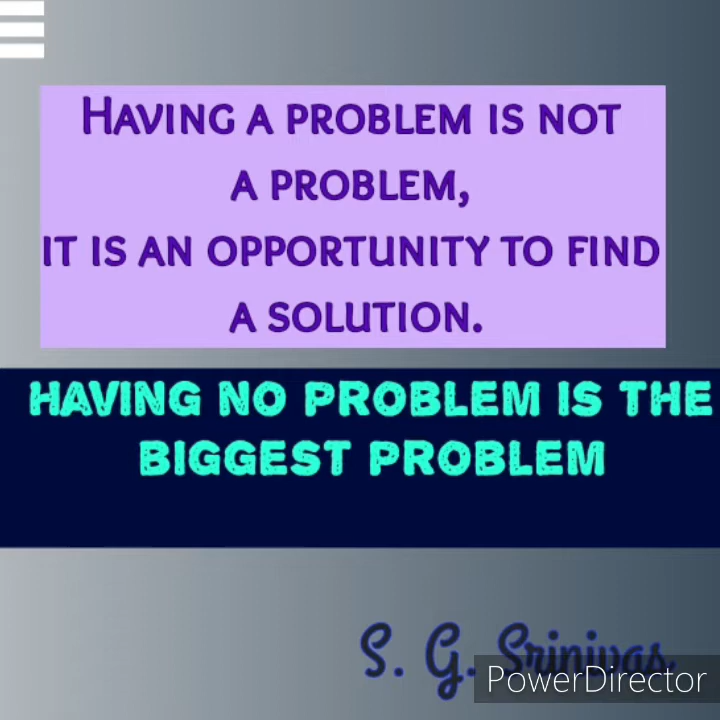 HAVING A PROBLEM IS NOT
A PROBLEM,
IT IS AN OPPORTUNITY TO FIND
A SOLUTION.
HAVING NO PROBLEM IS THE
BIGGEST PROBLEM
S. G. Srinivas.
PowerDirector